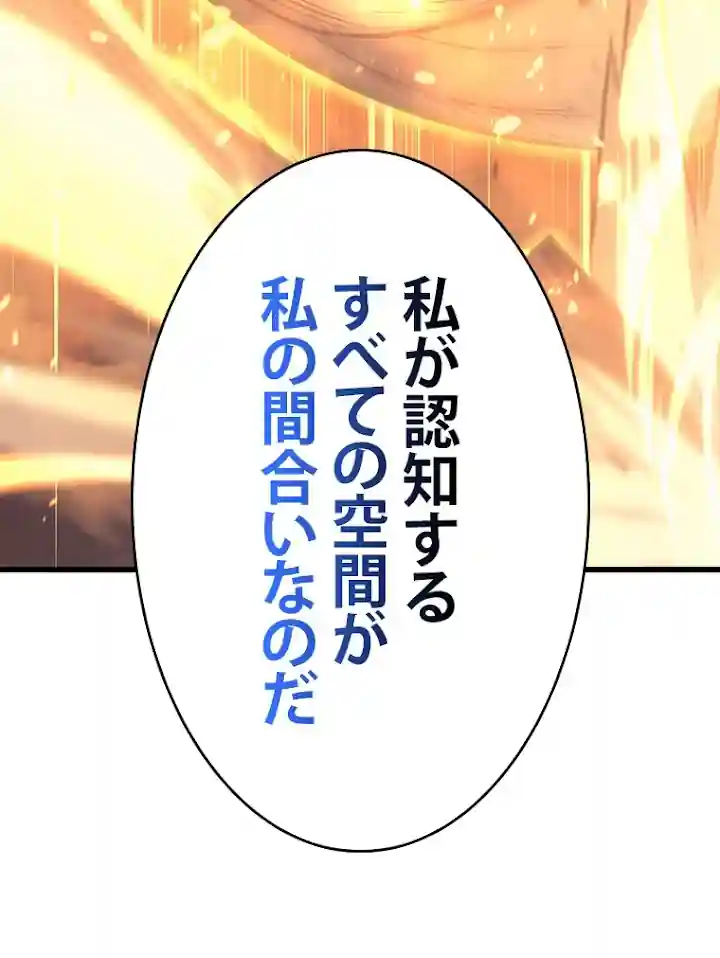 私が認知する
すべての空間が
私の間合いなのだ